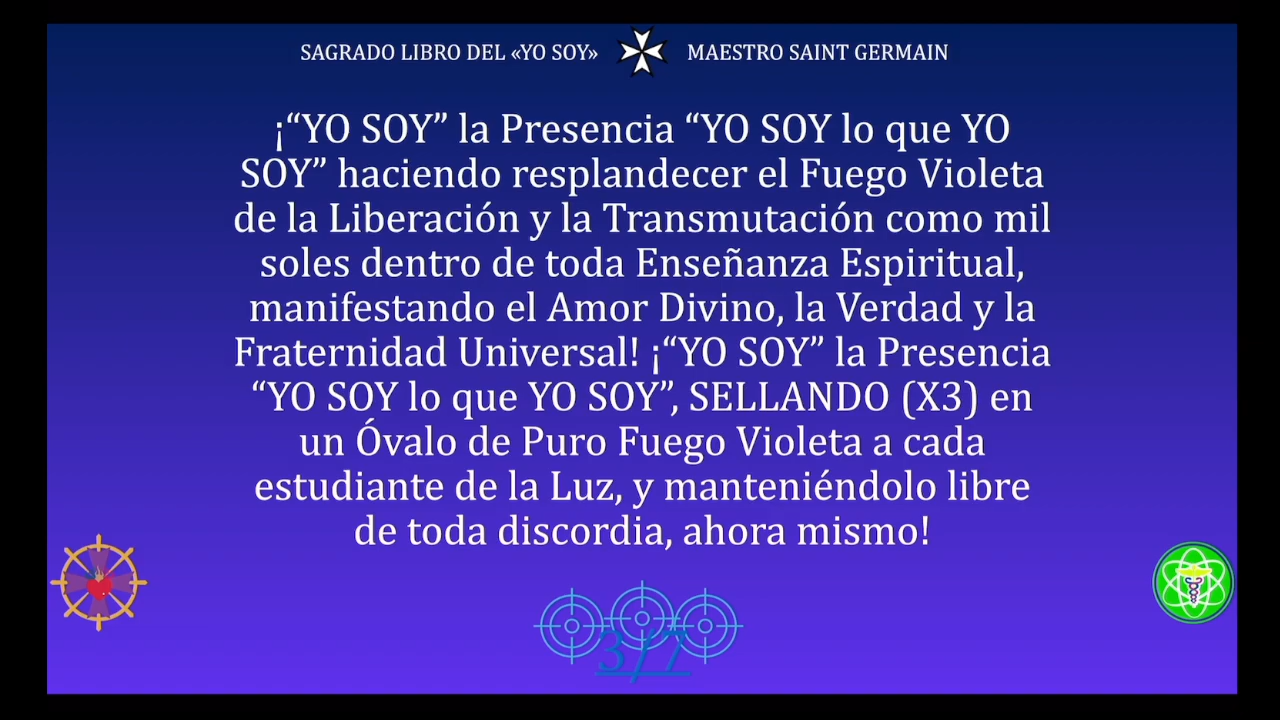 SAGRADO LIBRO DEL «YO SOY» MAESTRO SAINT GERMAIN
¡“YO SOY” la Presencia “YO SOY lo que YO
SOY” haciendo resplandecer el Fuego Violeta
de la Liberación y la Transmutación como mil
soles dentro de toda Enseñanza Espiritual,
manifestando el Amor Divino, la Verdad y la
Fraternidad Universal! ¡“YO SOY” la Presencia
“YO SOY lo que YO SOY”, SELLANDO (X3) en
un Óvalo de Puro Fuego Violeta a cada
estudiante de la Luz, y manteniéndolo libre
de toda discordia, ahora mismo!
3/7